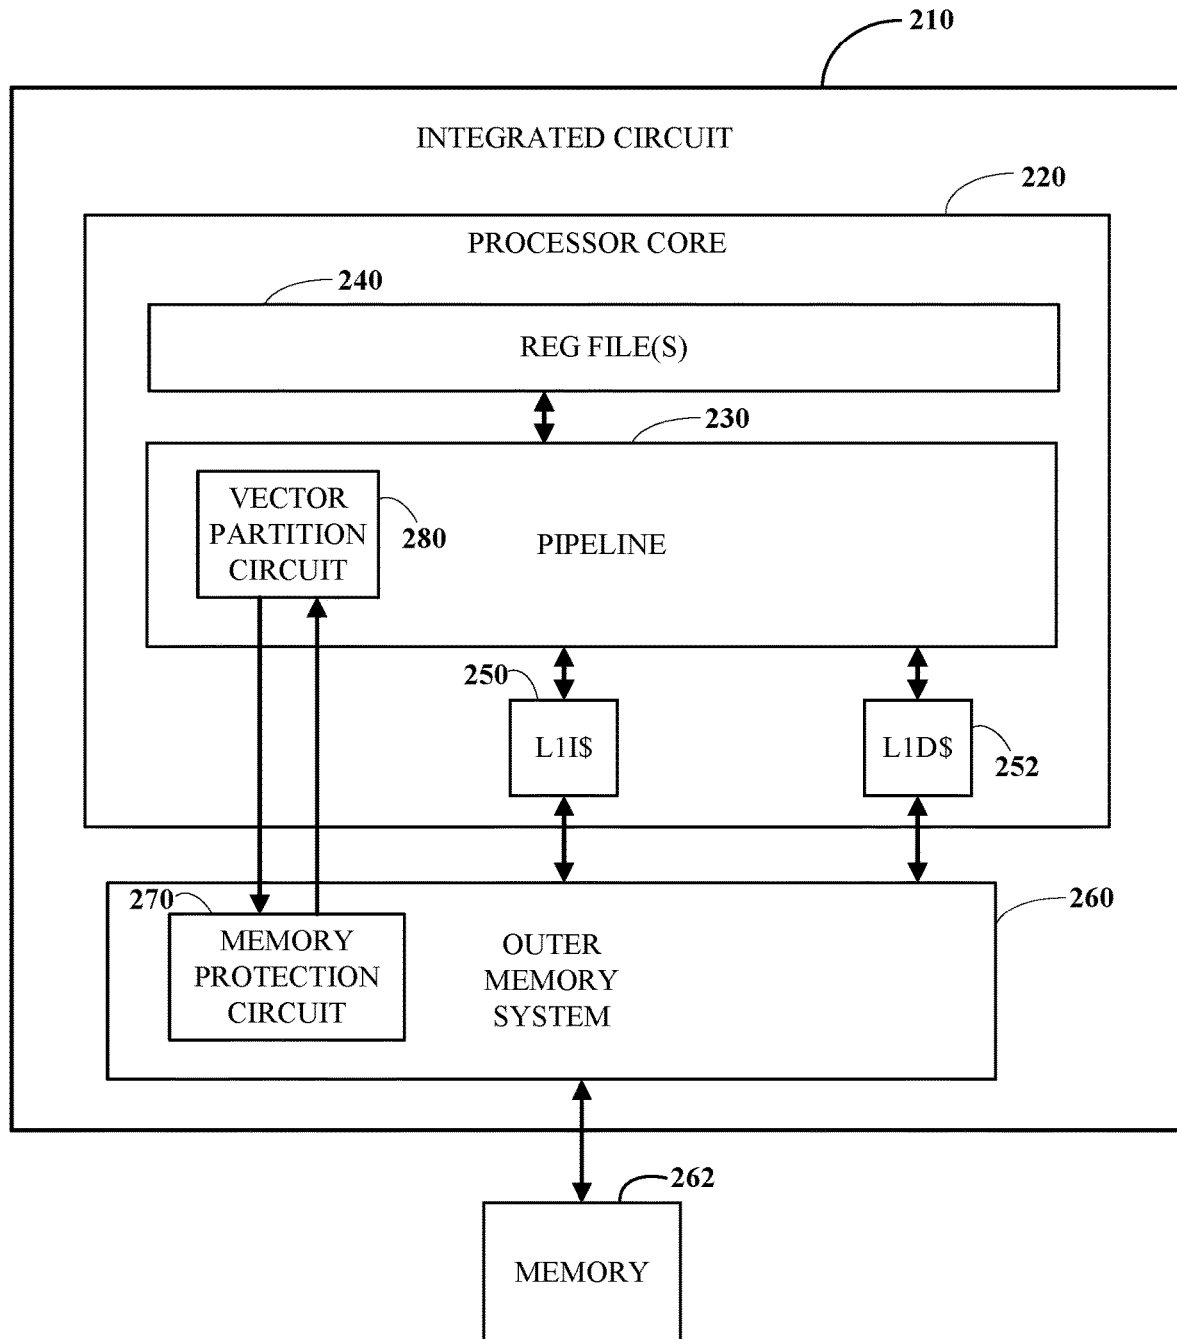 210
INTEGRATED CIRCUIT
220
PROCESSOR CORE
240
REG FILE(S)
230
VECTOR
PARTITION
CIRCUIT
280
PIPELINE
250
L1I$
L1D$
252
270
MEMORY
PROTECTION
CIRCUIT
OUTER
MEMORY
SYSTEM
260
262
MEMORY